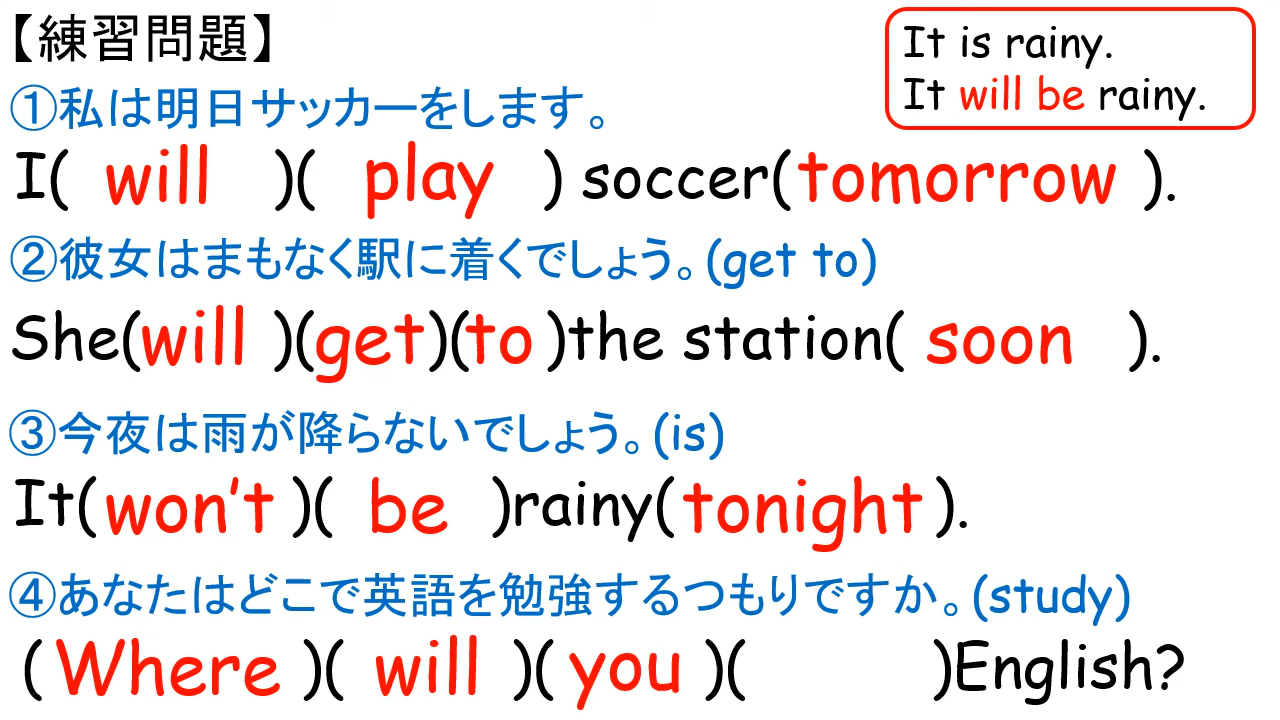 【練習問題】
It is rainy.
It will be rainy.
①私は明日サッカーをします。
I( will )( play ) soccer( tomorrow ).
②彼女はまもなく駅に着くでしょう。(get to)
She( will )( get )( to )the station( soon ).
③今夜は雨が降らないでしょう。(is)
It( won't )( be )rainy( tonight ).
④あなたはどこで英語を勉強するつもりですか。(study)
( Where )( will )( you )( )English?